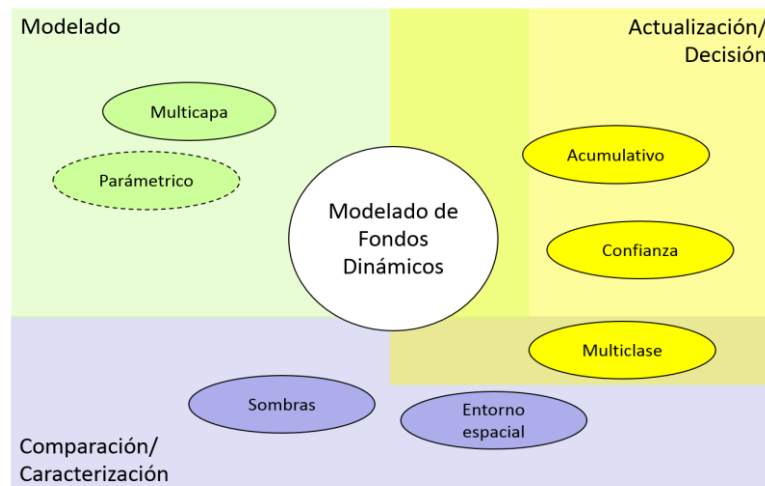 Modelado
Actualización/
Decisión
Multicapa
Acumulativo
Parámetrico
Modelado de
Fondos
Dinámicos
Confianza
Multiclase
Sombras
Entorno
espacial
Comparación/
Caracterización